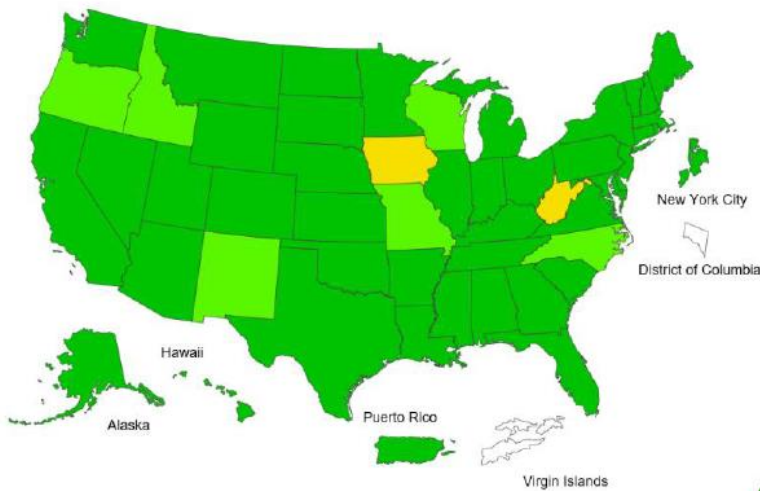 New York City
District of Columbia
Hawaii
Alaska
Puerto Rico
Virgin Islands